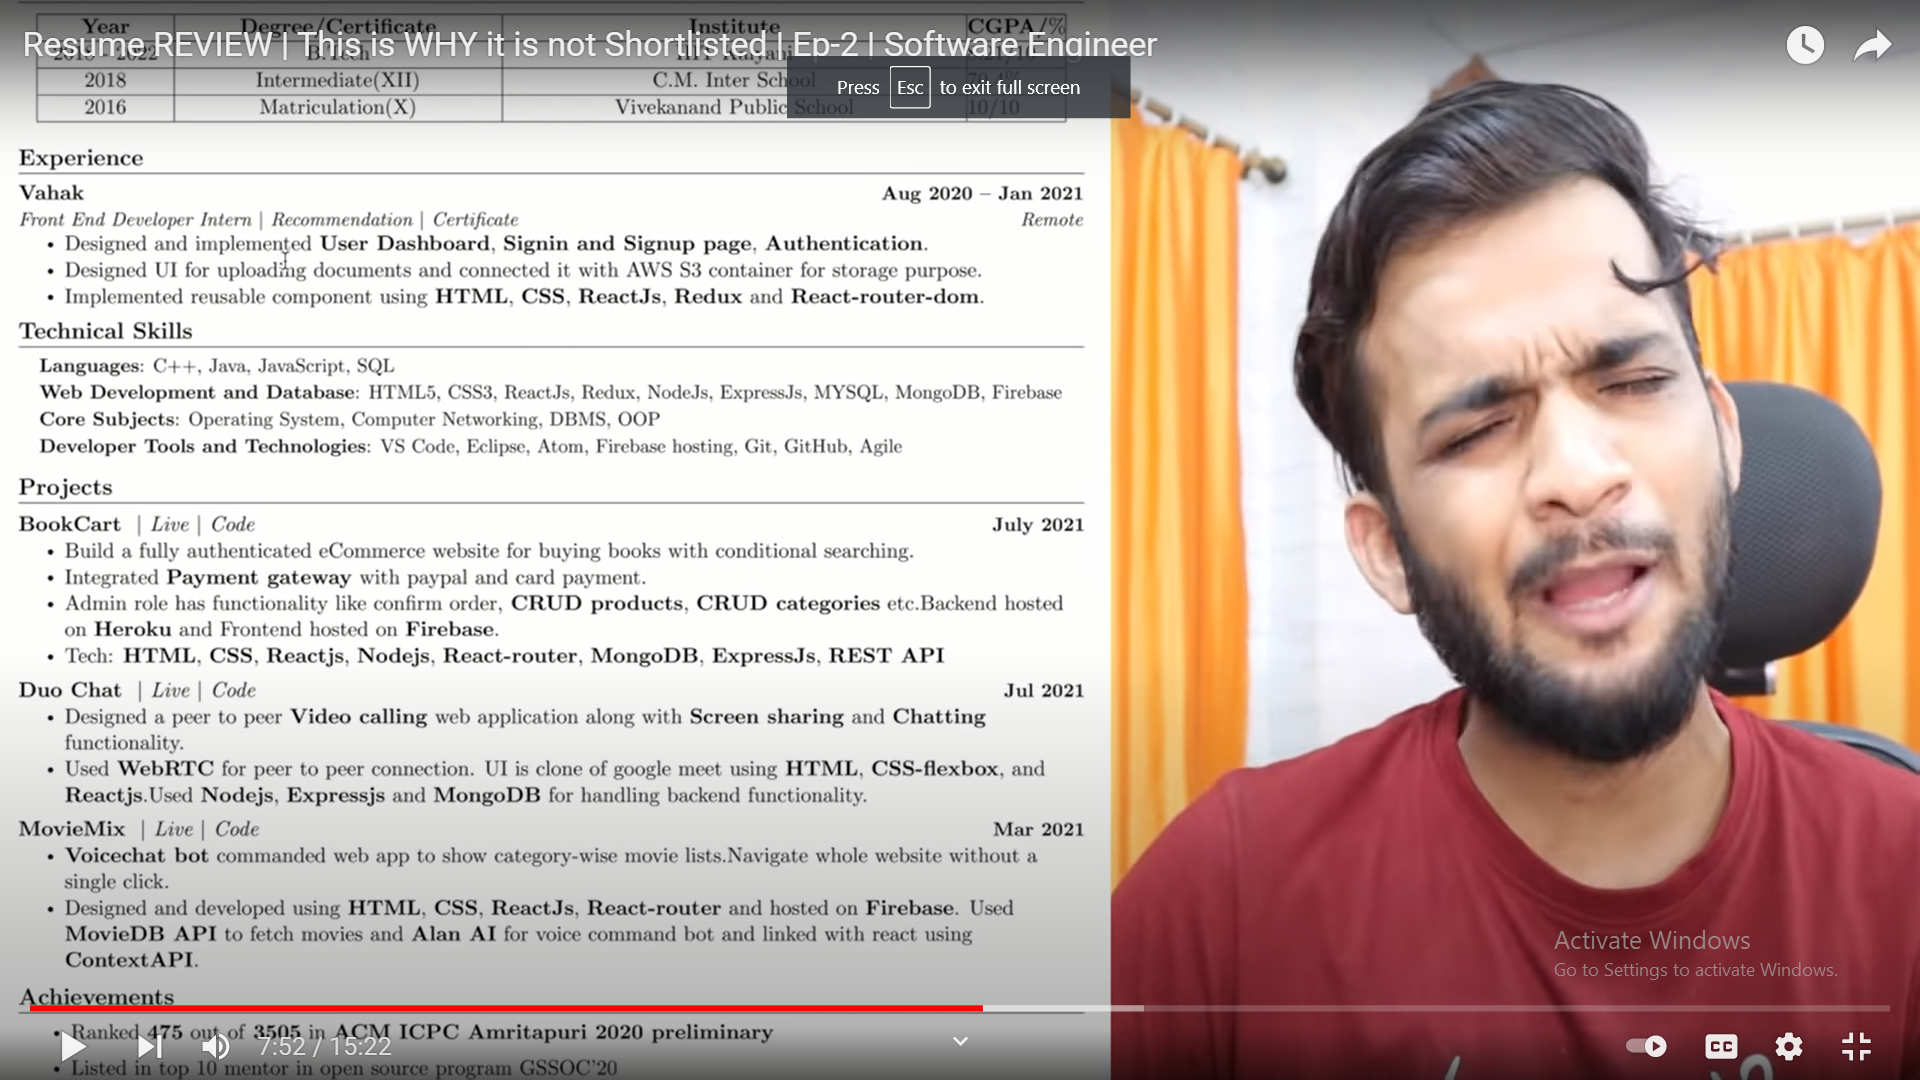 Year Degree/Certificate Institute CGPA/%
Resume REVIEW | This is WHY it is not Shortlisted | Ep-2 | Software Engineer
2018 - 2022 B.Tech IIIT Kalyani
Press Esc to exit full screen
2018 Intermediate(XII) C.M. Inter School
2016 Matriculation(X) Vivekanand Public School 10/10
Experience
Vahak Aug 2020 – Jan 2021
Front End Developer Intern | Recommendation | Certificate Remote
• Designed and implemented User Dashboard, Signin and Signup page, Authentication.
• Designed UI for uploading documents and connected it with AWS S3 container for storage purpose.
• Implemented reusable component using HTML, CSS, ReactJs, Redux and React-router-dom.
Technical Skills
Languages: C++, Java, JavaScript, SQL
Web Development and Database: HTML5, CSS3, ReactJs, Redux, NodeJs, ExpressJs, MYSQL, MongoDB, Firebase
Core Subjects: Operating System, Computer Networking, DBMS, OOP
Developer Tools and Technologies: VS Code, Eclipse, Atom, Firebase hosting, Git, GitHub, Agile
Projects
BookCart | Live | Code July 2021
• Build a fully authenticated eCommerce website for buying books with conditional searching.
• Integrated Payment gateway with paypal and card payment.
• Admin role has functionality like confirm order, CRUD products, CRUD categories etc.Backend hosted
on Heroku and Frontend hosted on Firebase.
• Tech: HTML, CSS, Reactjs, Nodejs, React-router, MongoDB, ExpressJs, REST API
Duo Chat | Live | Code Jul 2021
• Designed a peer to peer Video calling web application along with Screen sharing and Chatting
functionality.
• Used WebRTC for peer to peer connection. UI is clone of google meet using HTML, CSS-flexbox, and
Reactjs.Used Nodejs, Expressjs and MongoDB for handling backend functionality.
MovieMix | Live | Code Mar 2021
• Voicechat bot commanded web app to show category-wise movie lists.Navigate whole website without a
single click.
• Designed and developed using HTML, CSS, ReactJs, React-router and hosted on Firebase. Used
MovieDB API to fetch movies and Alan AI for voice command bot and linked with react using
ContextAPI.
Achievements
• Ranked 475 out of 3505 in ACM ICPC Amritapuri 2020 preliminary
7:52 / 15:22
• Listed in top 10 mentor in open source program GSSOC'20
Activate Windows
Go to Settings to activate Windows.
CC